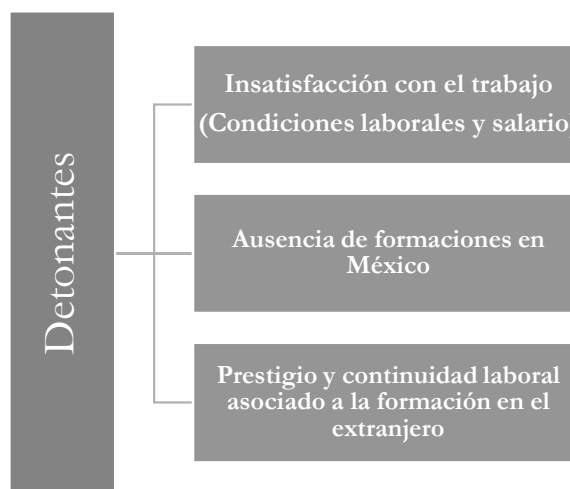 Detonantes
Insatisfacción con el trabajo
(Condiciones laborales y salario
Ausencia de formaciones en
México
Prestigio y continuidad laboral
asociado a la formación en el
extranjero